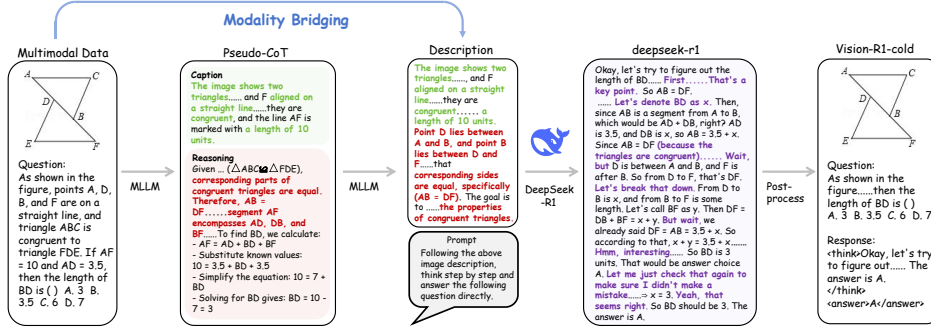 Modality Bridging
Multimodal Data
A
C
D
B
E
F
Question:
As shown in the
figure, points A, D,
B, and F are on a
straight line, and
triangle ABC is
congruent to
triangle FDE. If AF
= 10 and AD = 3.5,
then the length of
BD is ( ) A. 3 B.
3.5 C. 6 D. 7
MLLM
Pseudo-CoT
Caption
The image shows two
triangles...... and F aligned on
a straight line......they are
congruent, and the line AF is
marked with a length of 10
units.
Reasoning
Given ... (△ABC≌△FDE),
corresponding parts of
congruent triangles are equal.
Therefore, AB =
DF......segment AF
encompasses AD, DB, and
BF......To find BD, we calculate:
- AF = AD + BD + BF
- Substitute known values:
10 = 3.5 + BD + 3.5
- Simplify the equation: 10 = 7 +
BD
- Solving for BD gives: BD = 10 -
7 = 3
MLLM
Description
The image shows two
triangles......, and F
aligned on a straight
line......they are
congruent, ...... a
length of 10 units.
Point D lies between
A and B, and point B
lies between D and
F......that
corresponding sides
are equal, specifically
(AB = DF). The goal is
to ......the properties
of congruent triangles.
Prompt
Following the above
image description,
think step by step and
answer the following
question directly.
DeepSeek
-R1
deepseek-r1
Okay, let's try to figure out the
length of BD...... First......That's a
key point. So AB = DF.
...... Let's denote BD as x. Then,
since AB is a segment from A to B,
which would be AD + DB, right? AD
is 3.5, and DB is x, so AB = 3.5 + x.
Since AB = DF (because the
triangles are congruent)...... Wait,
but D is between A and B, and F is
after B. So from D to F, that's DF.
Let's break that down. From D to
B is x, and from B to F is some
length. Let's call BF as y. Then DF =
DB + BF = x + y. But wait, we
already said DF = AB = 3.5 + x. So
according to that, x + y = 3.5 + x.......
Hmm, interesting...... So BD is 3
units. That would be answer choice
A. Let me just check that again to
make sure I didn't make a
mistake......⇒ x = 3. Yeah, that
seems right. So BD should be 3. The
answer is A.
Post-
process
Vision-R1-cold
A
C
D
B
E
F
Question:
As shown in the
figure......then the
length of BD is ( )
A. 3 B. 3.5 C. 6 D. 7
Response:
<think>Okay, let's try
to figure out...... The
answer is A.
</think>
<answer>A</answer>